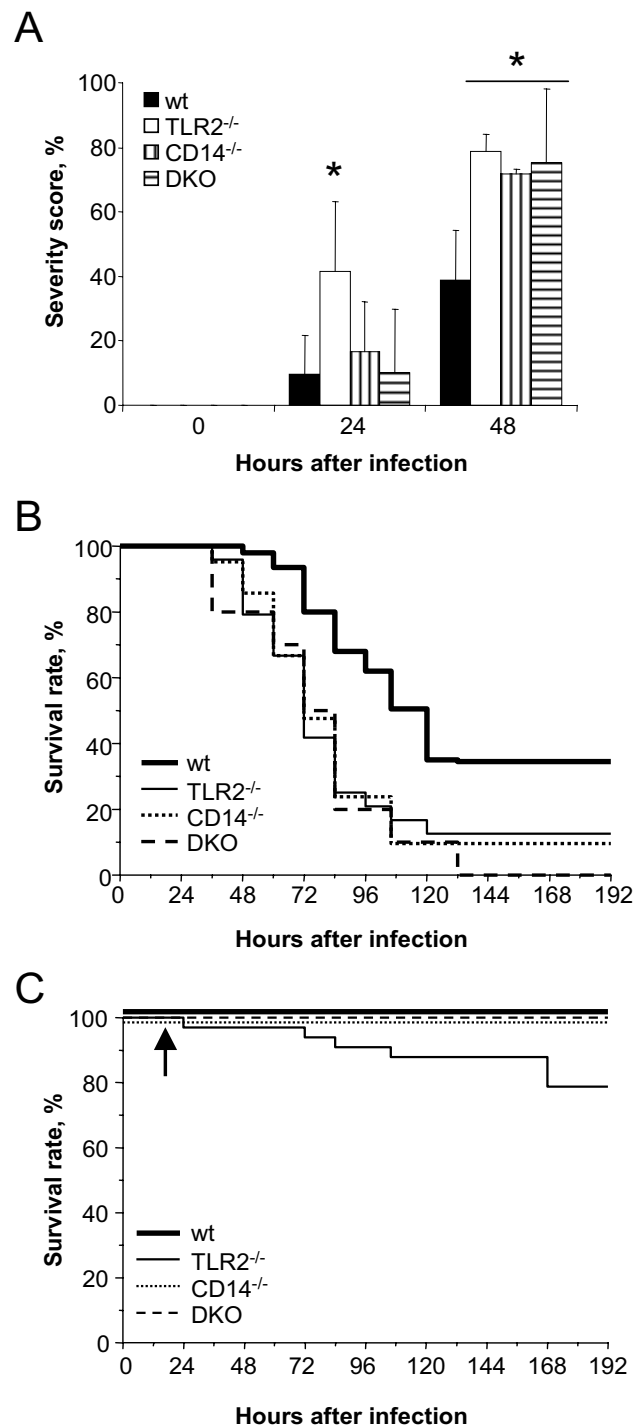 A
Severity score, %
100
80
60
40
20
0
wt
TLR2-/-
CD14-/-
DKO
*
*
0 24 48
Hours after infection
B
Survival rate, %
100
80
60
40
20
0
wt
TLR2-/-
CD14-/-
DKO
0 24 48 72 96 120 144 168 192
Hours after infection
C
Survival rate, %
100
80
60
40
20
0
wt
TLR2-/-
CD14-/-
DKO
0 24 48 72 96 120 144 168 192
Hours after infection